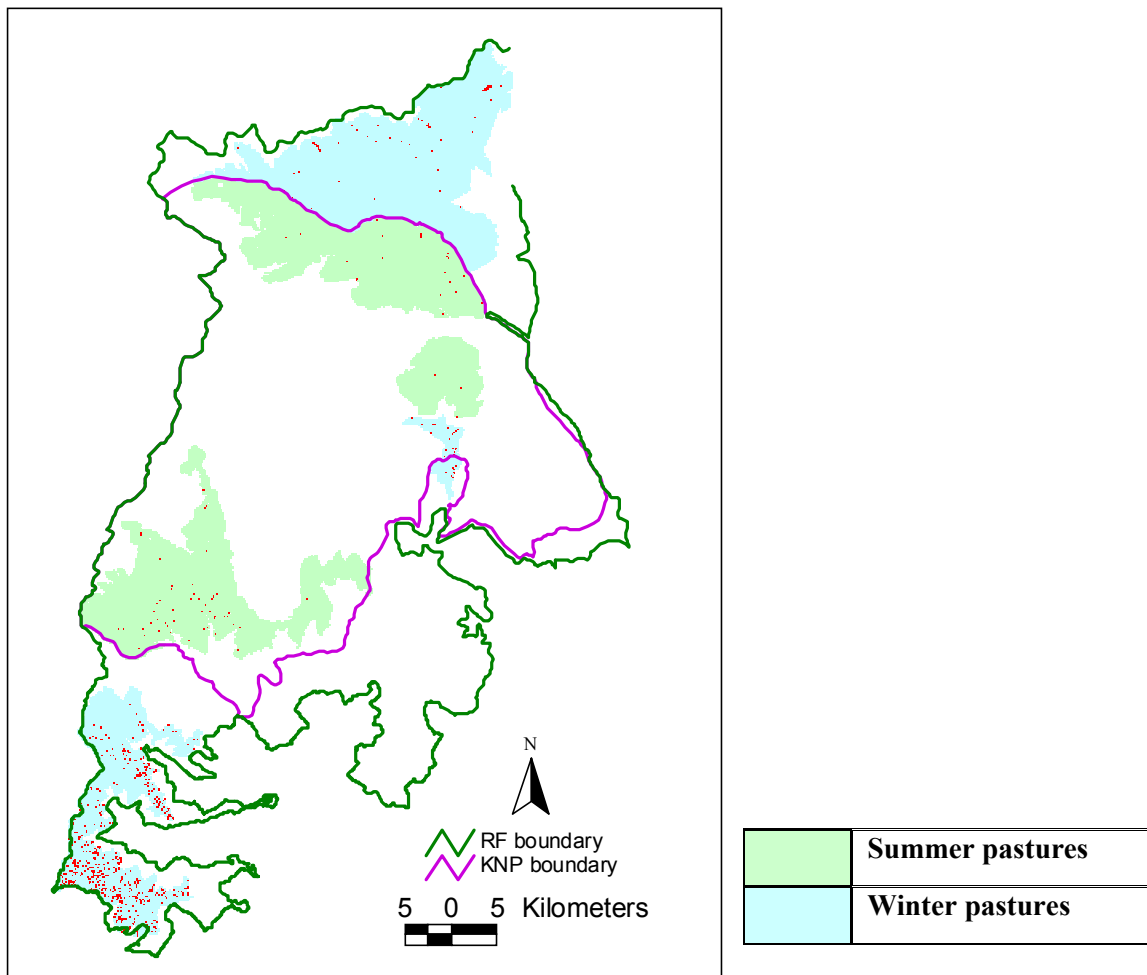 N
RF boundary
KNP boundary
5 0 5 Kilometers
Summer pastures
Winter pastures